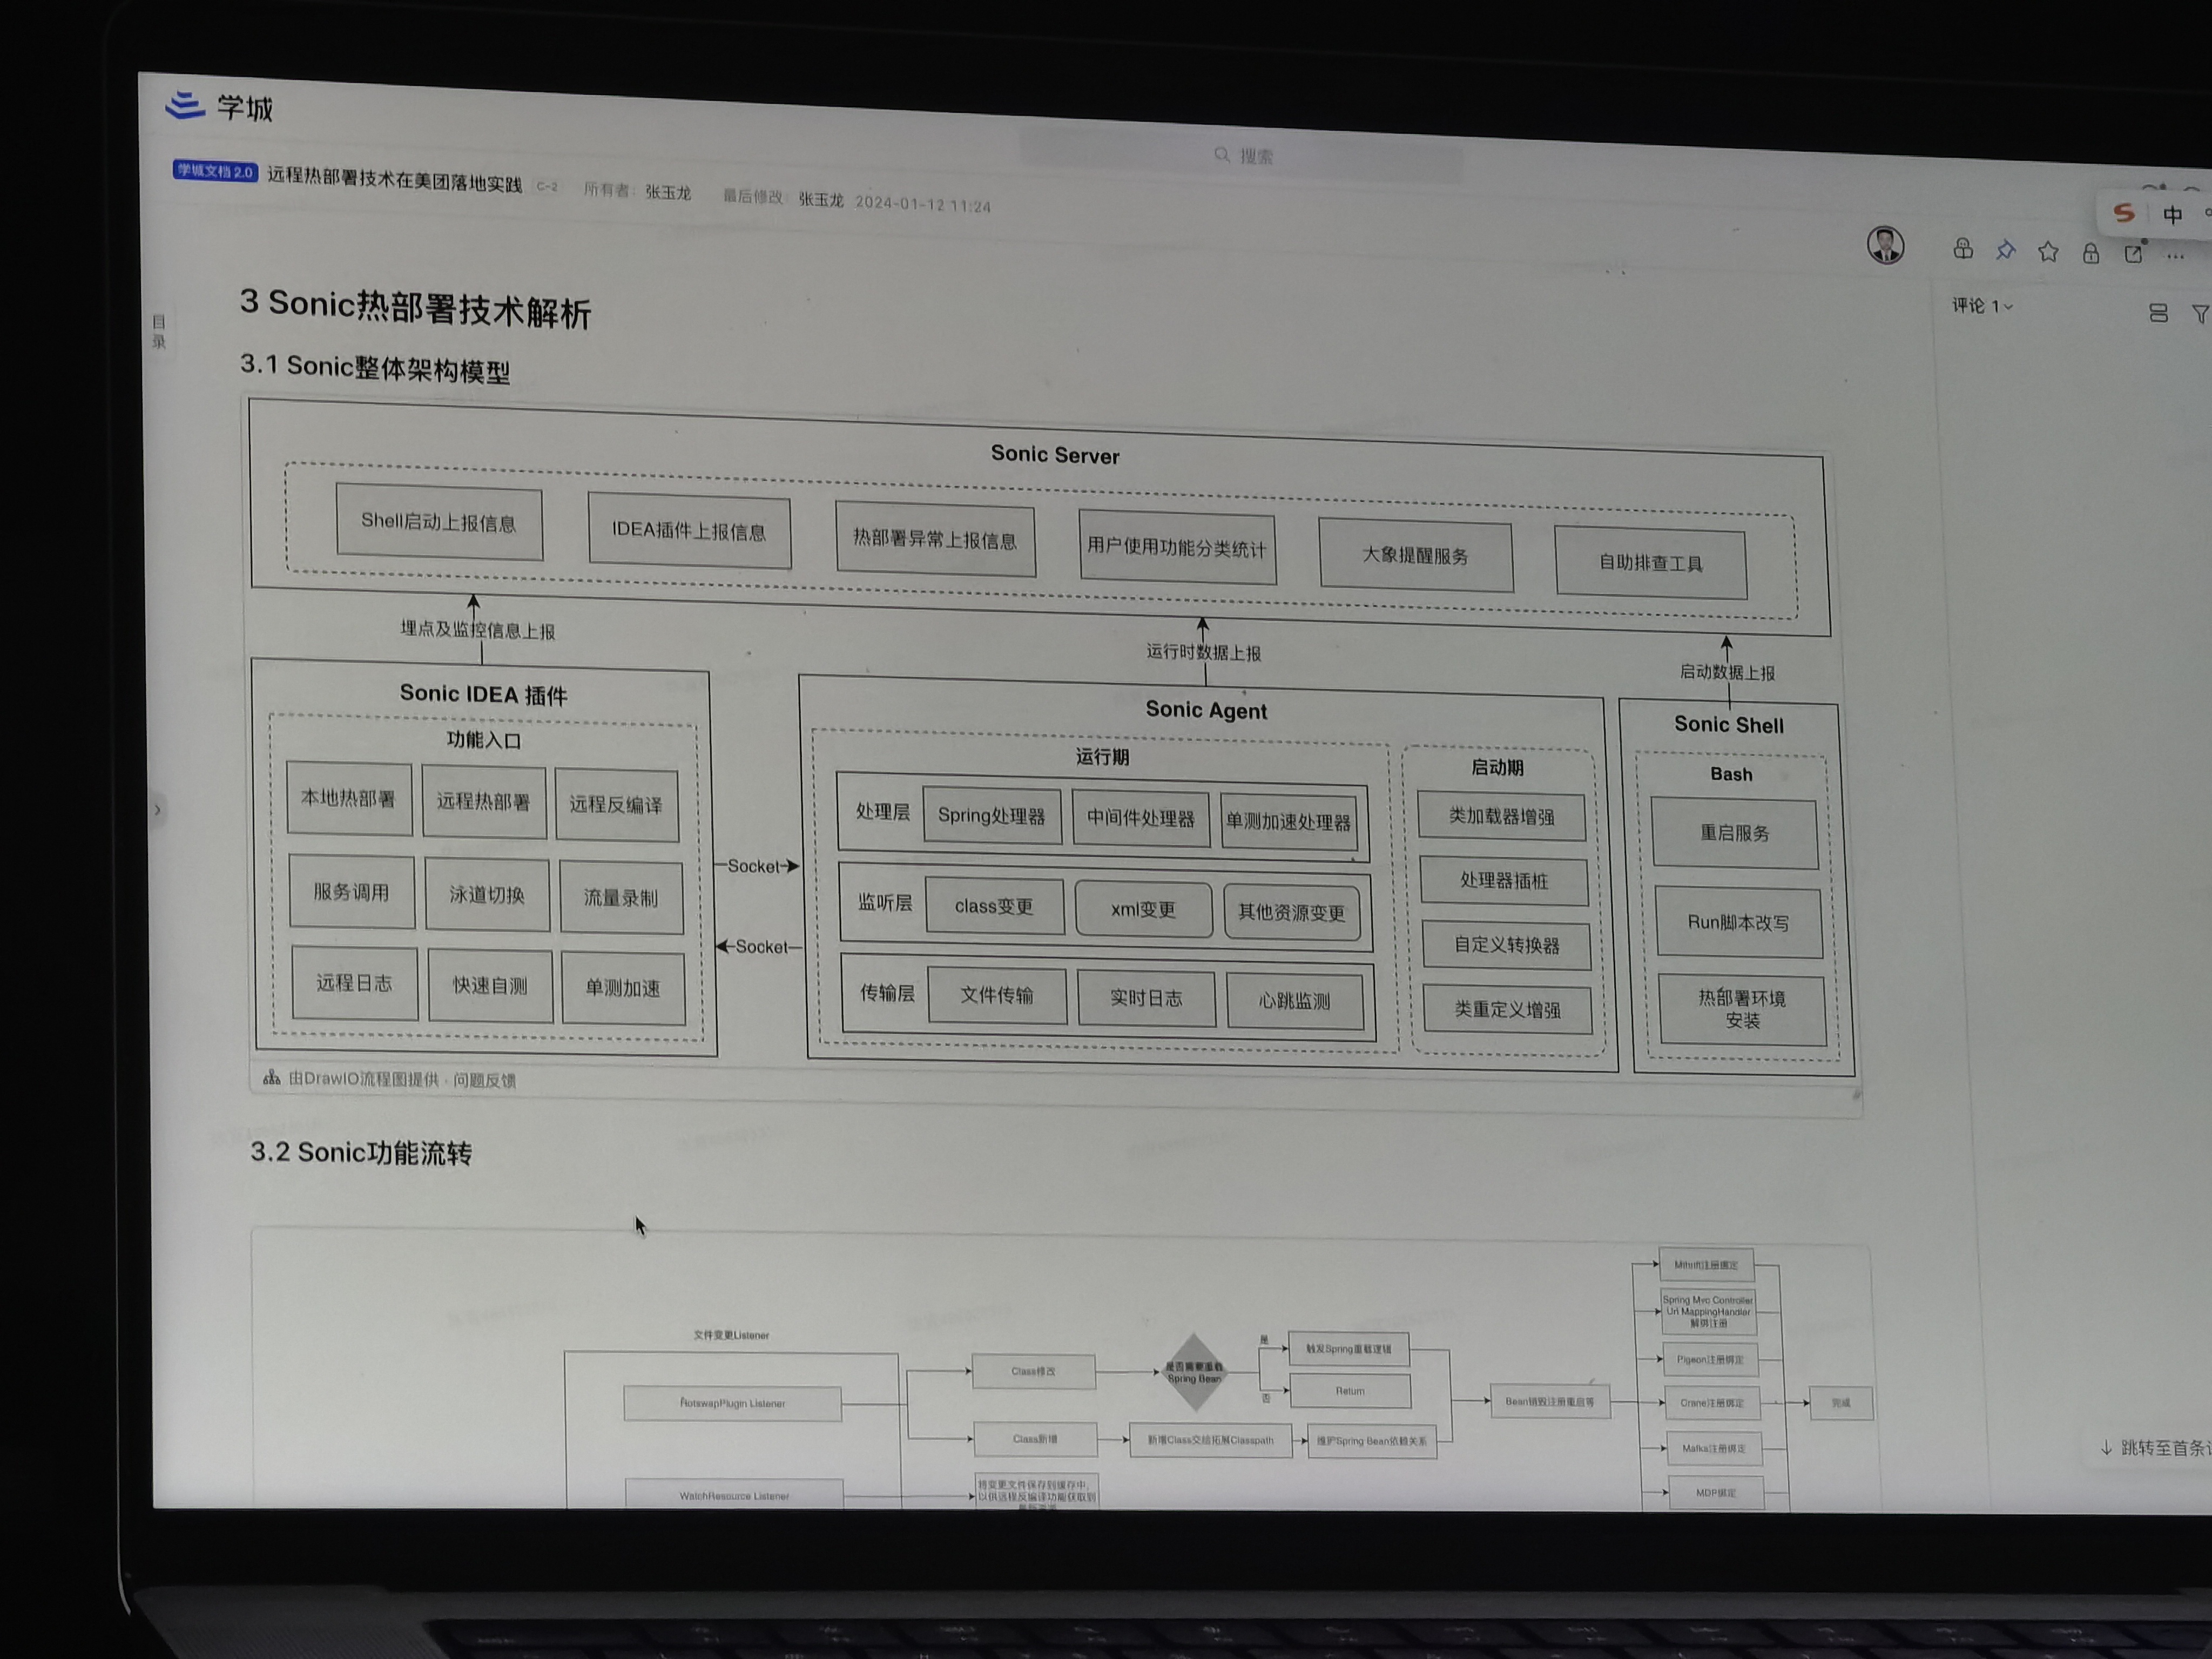 学城
搜索
学城文档 2.0 远程热部署技术在美团落地实践 C-2 所有者: 张玉龙 最后修改: 张玉龙 2024-01-12 11:24
中
评论 1
目录
3 Sonic热部署技术解析
3.1 Sonic整体架构模型
Sonic Server
Shell启动上报信息
IDEA插件上报信息
热部署异常上报信息
用户使用功能分类统计
大象提醒服务
自助排查工具
埋点及监控信息上报
运行时数据上报
启动数据上报
Sonic IDEA 插件
功能入口
本地热部署 远程热部署 远程反编译
服务调用 泳道切换 流量录制
远程日志 快速自测 单测加速
Socket
Socket
Sonic Agent
运行期
处理层 Spring处理器 中间件处理器 单测加速处理器
监听层 class变更 xml变更 其他资源变更
传输层 文件传输 实时日志 心跳监测
启动期
类加载器增强
处理器插桩
自定义转换器
类重定义增强
Sonic Shell
Bash
重启服务
Run脚本改写
热部署环境
安装
由DrawIO流程图提供 · 问题反馈
3.2 Sonic功能流转
文件变更Listener
HotswapPlugin Listener
WatchResource Listener
Class修改
是否需要重载
Spring Bean
是
触发Spring重载逻辑
否
Return
Class新增
新增Class交给拓展Classpath
维护Spring Bean依赖关系
将变更文件保存到缓存中,
以供远程反编译功能获取到
Bean销毁注册重启等
Mthrift注册绑定
Spring Mvc Controller
Url MappingHandler
解绑注册
Pigeon注册绑定
Crane注册绑定
Mafka注册绑定
MDP绑定
完成
跳转至首条